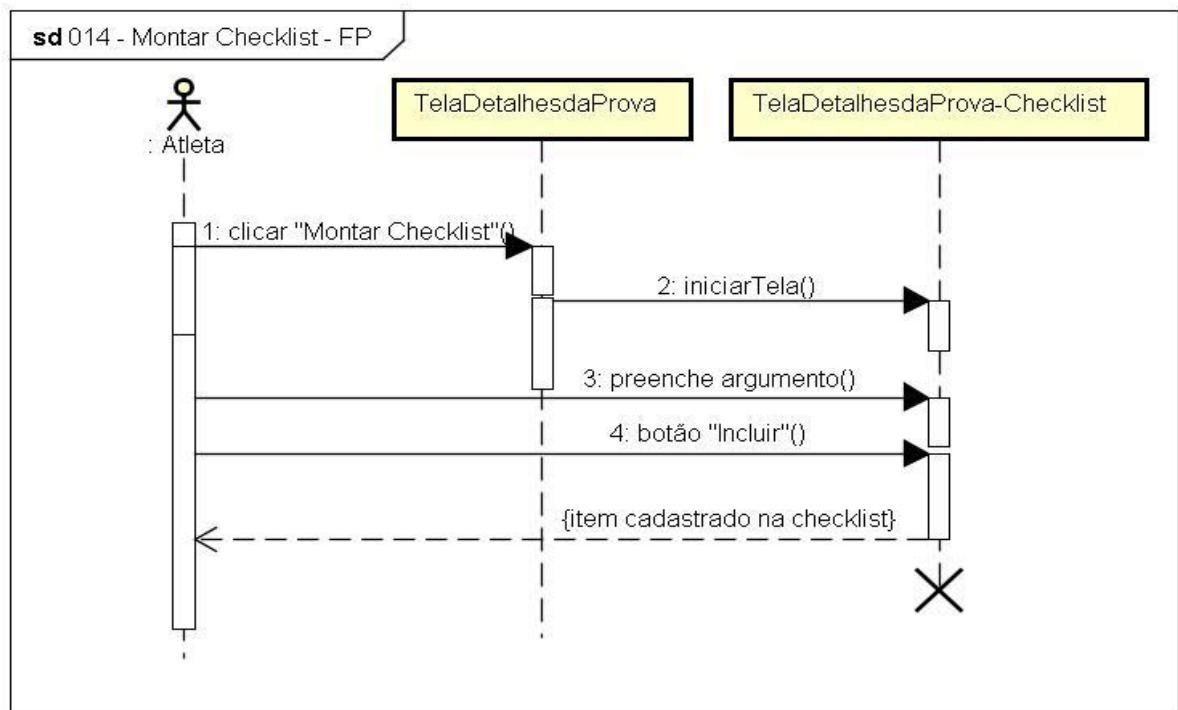 sd 014 - Montar Checklist - FP
TelaDetalhesdaProva
TelaDetalhesdaProva-Checklist
: Atleta
1: clicar "Montar Checklist"()
2: iniciarTela()
3: preenche argumento()
4: botão "Incluir"()
{item cadastrado na checklist}